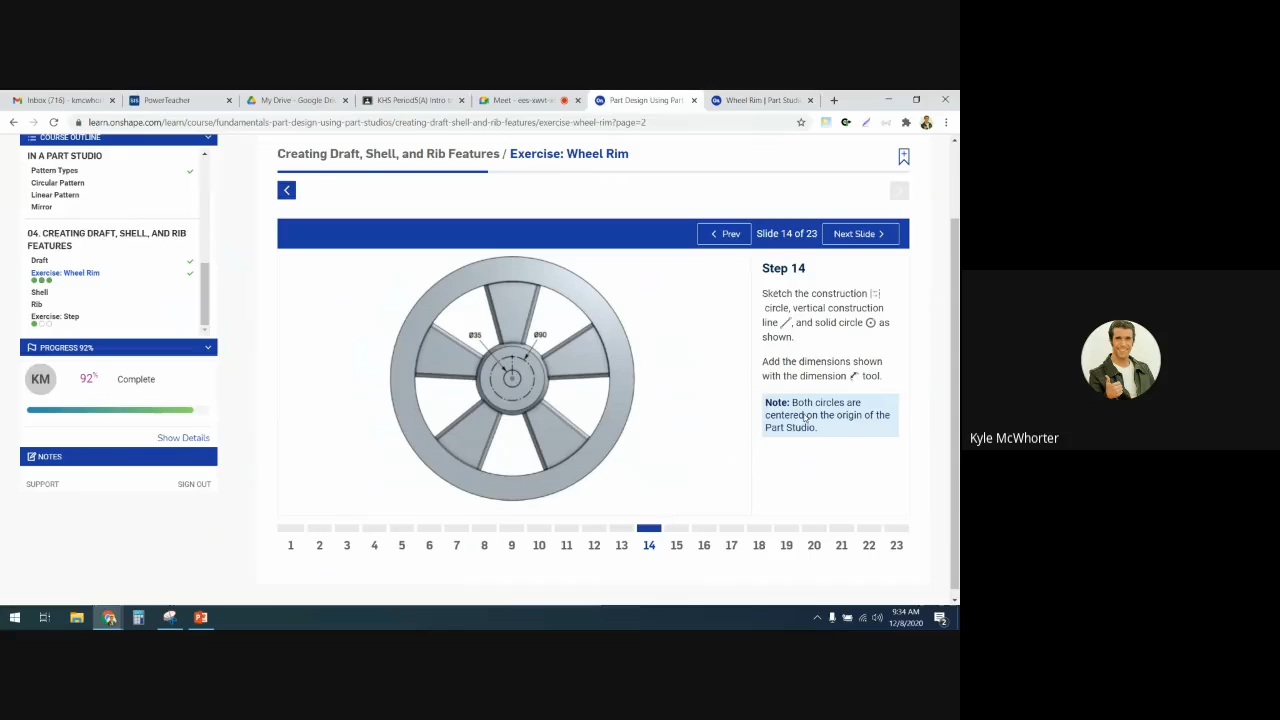 Inbox (716) - kmcwhor
PowerTeacher
My Drive - Google Driv
KHS Period5(A) Intro t
Meet - ees-xwvt-x
Part Design Using Part
Wheel Rim | Part Studi
learn.onshape.com/learn/course/fundamentals-part-design-using-part-studios/creating-draft-shell-and-rib-features/exercise-wheel-rim?page=2
COURSE OUTLINE
IN A PART STUDIO
Pattern Types
Circular Pattern
Linear Pattern
Mirror
04. CREATING DRAFT, SHELL, AND RIB
FEATURES
Draft
Exercise: Wheel Rim
Shell
Rib
Exercise: Step
PROGRESS 92%
KM
92%
Complete
Show Details
NOTES
SUPPORT
SIGN OUT
Creating Draft, Shell, and Rib Features / Exercise: Wheel Rim
Prev
Slide 14 of 23
Next Slide
Ø35
Ø90
Step 14
Sketch the construction
circle, vertical construction
line , and solid circle as
shown.
Add the dimensions shown
with the dimension tool.
Note: Both circles are
centered on the origin of the
Part Studio.
1 2 3 4 5 6 7 8 9 10 11 12 13 14 15 16 17 18 19 20 21 22 23
9:34 AM
12/8/2020
2
Kyle McWhorter